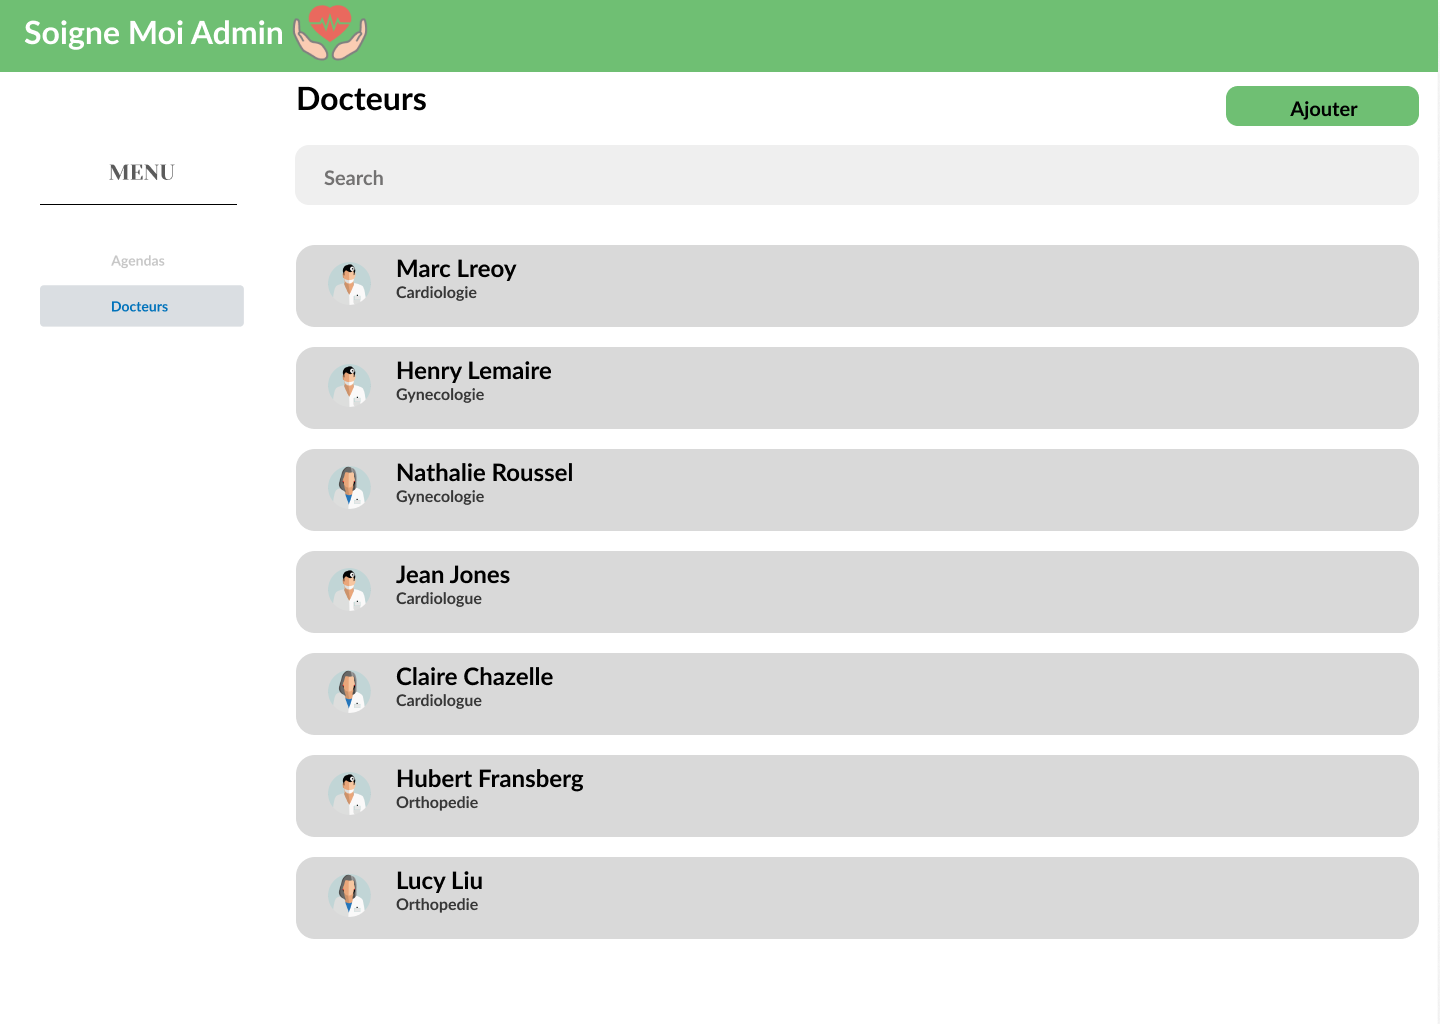 Soigne Moi Admin
Docteurs
Ajouter
MENU
Search
Agendas
Docteurs
Marc Lreoy
Cardiologie
Henry Lemaire
Gynecologie
Nathalie Roussel
Gynecologie
Jean Jones
Cardiologue
Claire Chazelle
Cardiologue
Hubert Fransberg
Orthopedie
Lucy Liu
Orthopedie